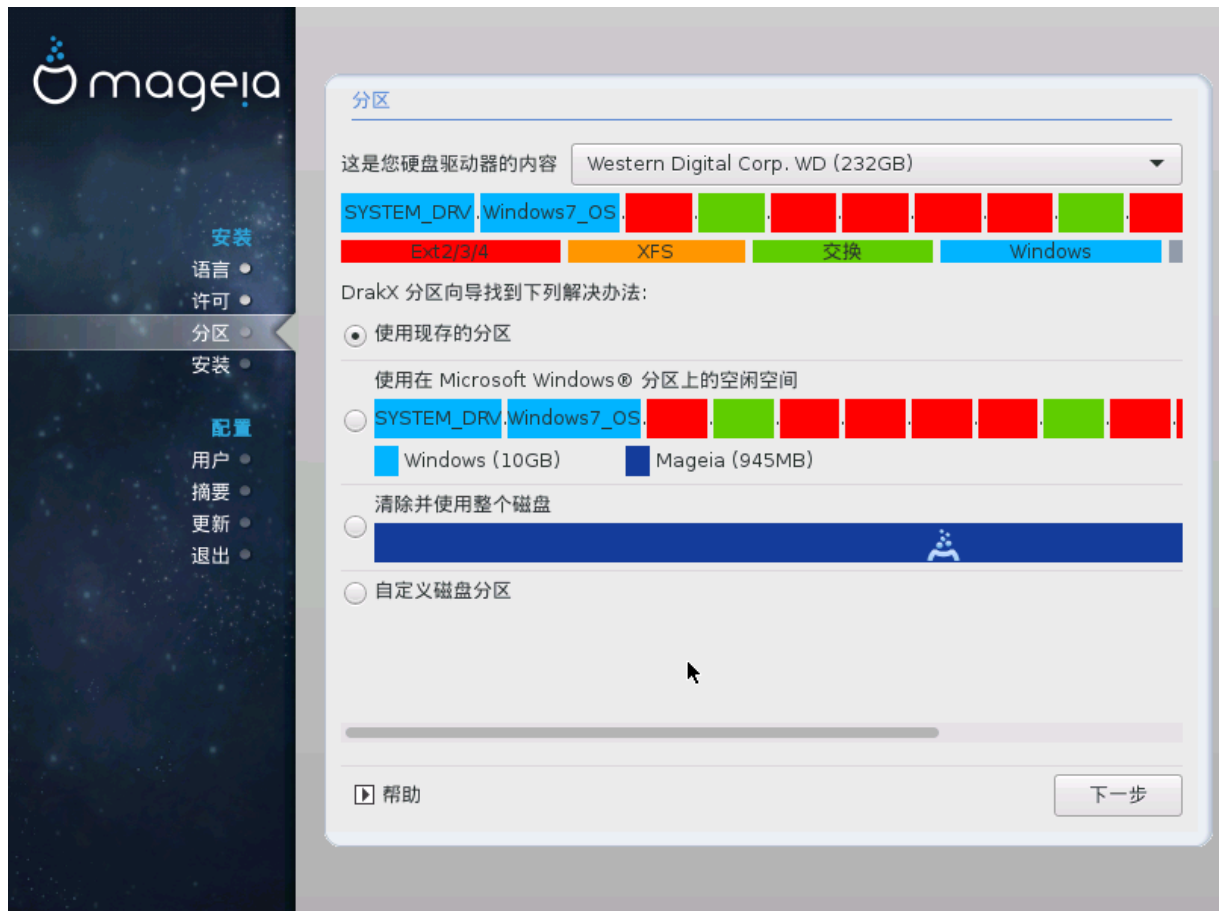 mageia
安装
语言
许可
分区
安装
配置
用户
摘要
更新
退出
分区
这是您硬盘驱动器的内容 Western Digital Corp. WD (232GB)
SYSTEM_DRV Windows7_OS
Ext2/3/4 XFS 交换 Windows
DrakX 分区向导找到下列解决办法:
使用现存的分区
使用在 Microsoft Windows® 分区上的空闲空间
SYSTEM_DRV Windows7_OS
Windows (10GB) Mageia (945MB)
清除并使用整个磁盘
自定义磁盘分区
帮助 下一步